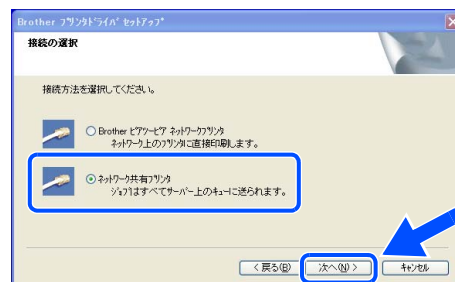 Brother ﾌﾟﾘﾝﾀﾄﾞﾗｲﾊﾞ ｾｯﾄｱｯﾌﾟ
接続の選択
接続方法を選択してください。
Brother ﾋﾟｱﾂｰﾋﾟｱ ﾈｯﾄﾜｰｸﾌﾟﾘﾝﾀ
ﾈｯﾄﾜｰｸ上のﾌﾟﾘﾝﾀに直接印刷します。
ﾈｯﾄﾜｰｸ共有ﾌﾟﾘﾝﾀ
ｼﾞｮﾌﾞはすべてｻｰﾊﾞｰ上のｷｭｰに送られます。
< 戻る(B) 次へ(N) > ｷｬﾝｾﾙ